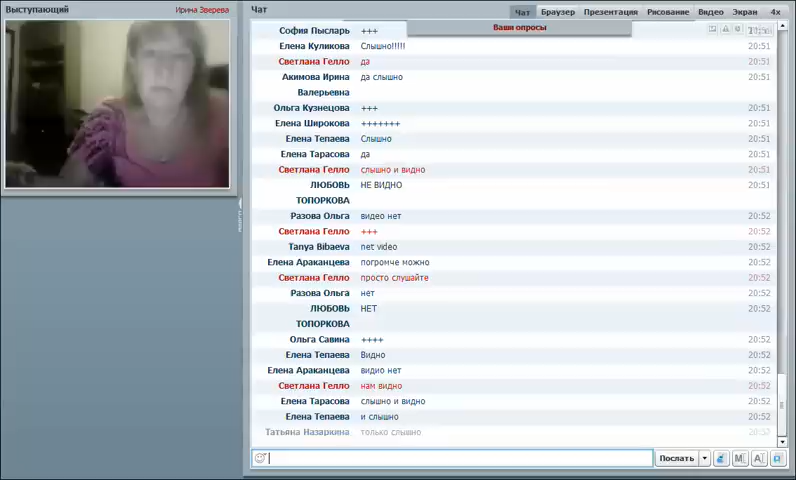 Выступающий
Ирина Зверева
Чат
Чат Браузер Презентация Рисование Видео Экран 4x
Ваши опросы
София Пысларь +++
Елена Куликова Слышно!!!!! 20:51
Светлана Гелло да 20:51
Акимова Ирина да слышно 20:51
Валерьевна
Ольга Кузнецова +++ 20:51
Елена Широкова +++++++ 20:51
Елена Тепаева Слышно 20:51
Елена Тарасова да 20:51
Светлана Гелло слышно и видно 20:51
ЛЮБОВЬ НЕ ВИДНО 20:51
ТОПОРКОВА
Разова Ольга видео нет 20:52
Светлана Гелло +++ 20:52
Tanya Bibaeva net video 20:52
Елена Араканцева погромче можно 20:52
Светлана Гелло просто слушайте 20:52
Разова Ольга нет 20:52
ЛЮБОВЬ НЕТ 20:52
ТОПОРКОВА
Ольга Савина ++++ 20:52
Елена Тепаева Видно 20:52
Елена Араканцева видио нет 20:52
Светлана Гелло нам видно 20:52
Елена Тарасова слышно и видно 20:52
Елена Тепаева и слышно 20:52
Татьяна Назаркина только слышно 20:52
Послать